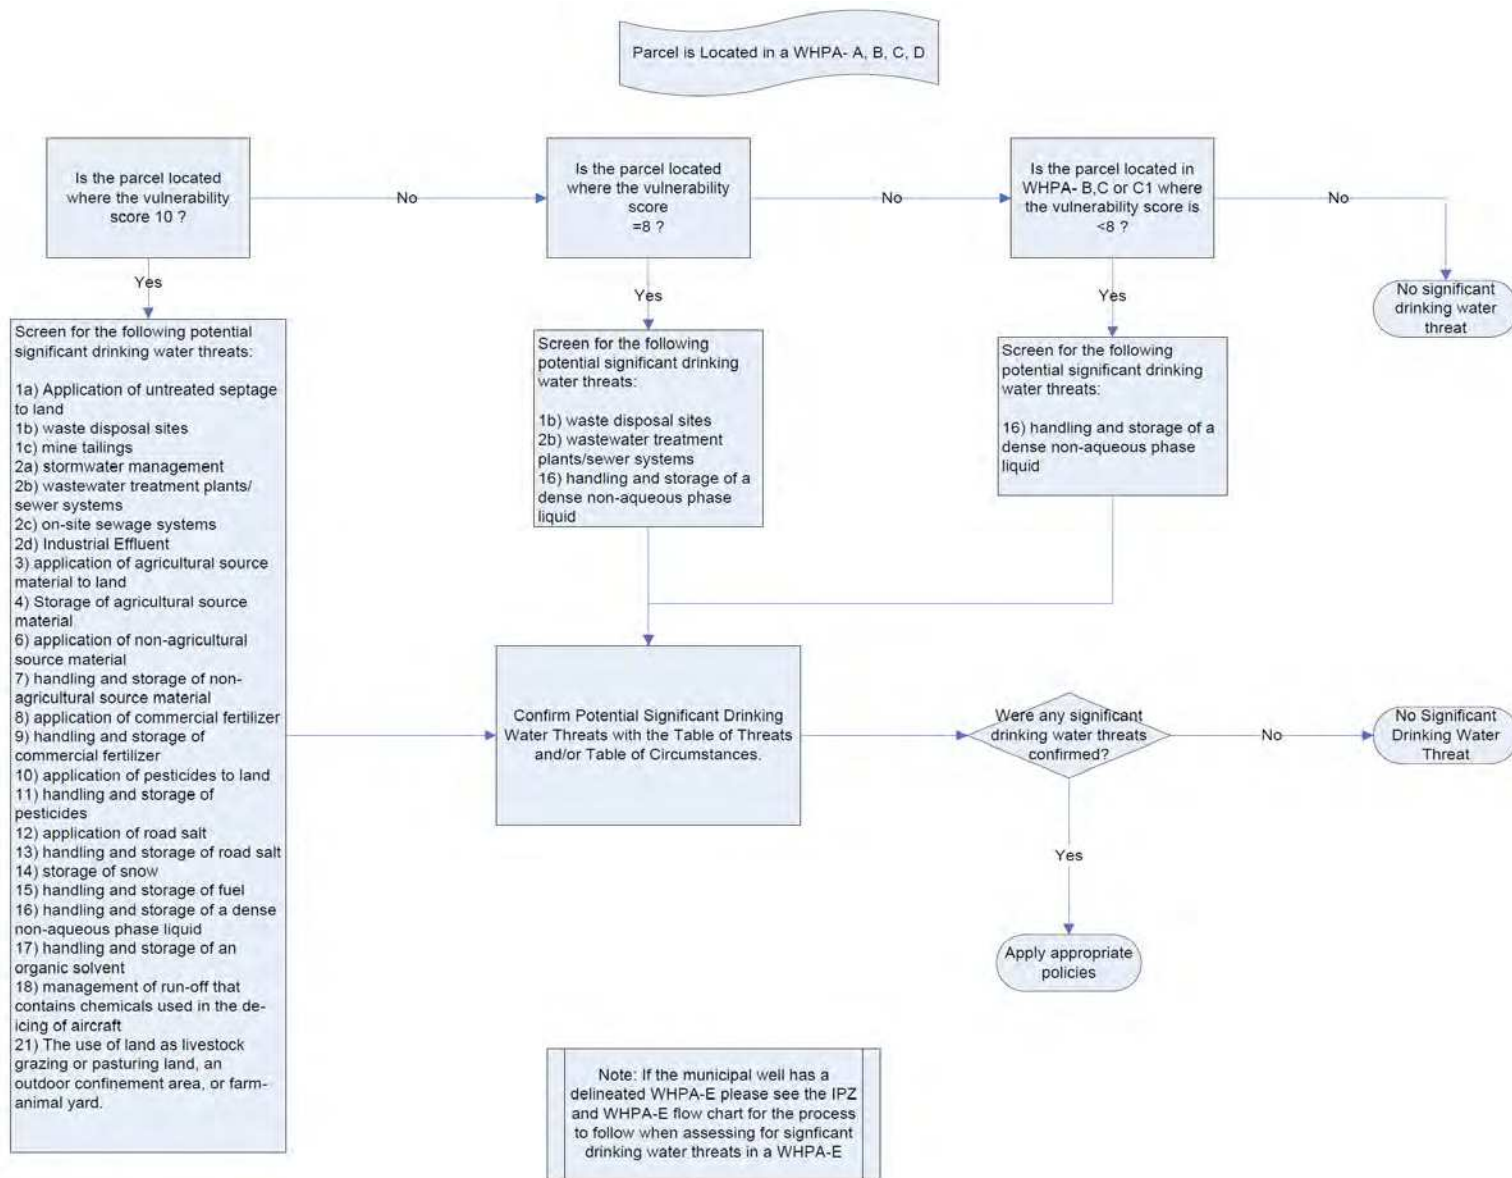 Parcel is Located in a WHPA- A, B, C, D
Is the parcel located
where the vulnerability
score 10 ?
No
Is the parcel located
where the vulnerability
score
=8 ?
No
Is the parcel located in
WHPA- B,C or C1 where
the vulnerability score is
<8 ?
No
No significant
drinking water
threat
Yes
Yes
Yes
Screen for the following potential
significant drinking water threats:
1a) Application of untreated septage
to land
1b) waste disposal sites
1c) mine tailings
2a) stormwater management
2b) wastewater treatment plants/
sewer systems
2c) on-site sewage systems
2d) Industrial Effluent
3) application of agricultural source
material to land
4) Storage of agricultural source
material
6) application of non-agricultural
source material
7) handling and storage of non-
agricultural source material
8) application of commercial fertilizer
9) handling and storage of
commercial fertilizer
10) application of pesticides to land
11) handling and storage of
pesticides
12) application of road salt
13) handling and storage of road salt
14) storage of snow
15) handling and storage of fuel
16) handling and storage of a dense
non-aqueous phase liquid
17) handling and storage of an
organic solvent
18) management of run-off that
contains chemicals used in the de-
icing of aircraft
21) The use of land as livestock
grazing or pasturing land, an
outdoor confinement area, or farm-
animal yard.
Screen for the following
potential significant drinking
water threats:
1b) waste disposal sites
2b) wastewater treatment
plants/sewer systems
16) handling and storage of a
dense non-aqueous phase
liquid
Screen for the following
potential significant drinking
water threats:
16) handling and storage of a
dense non-aqueous phase
liquid
Confirm Potential Significant Drinking
Water Threats with the Table of Threats
and/or Table of Circumstances.
Were any significant
drinking water threats
confirmed?
No
No Significant
Drinking Water
Threat
Yes
Apply appropriate
policies
Note: If the municipal well has a
delineated WHPA-E please see the IPZ
and WHPA-E flow chart for the process
to follow when assessing for signficant
drinking water threats in a WHPA-E